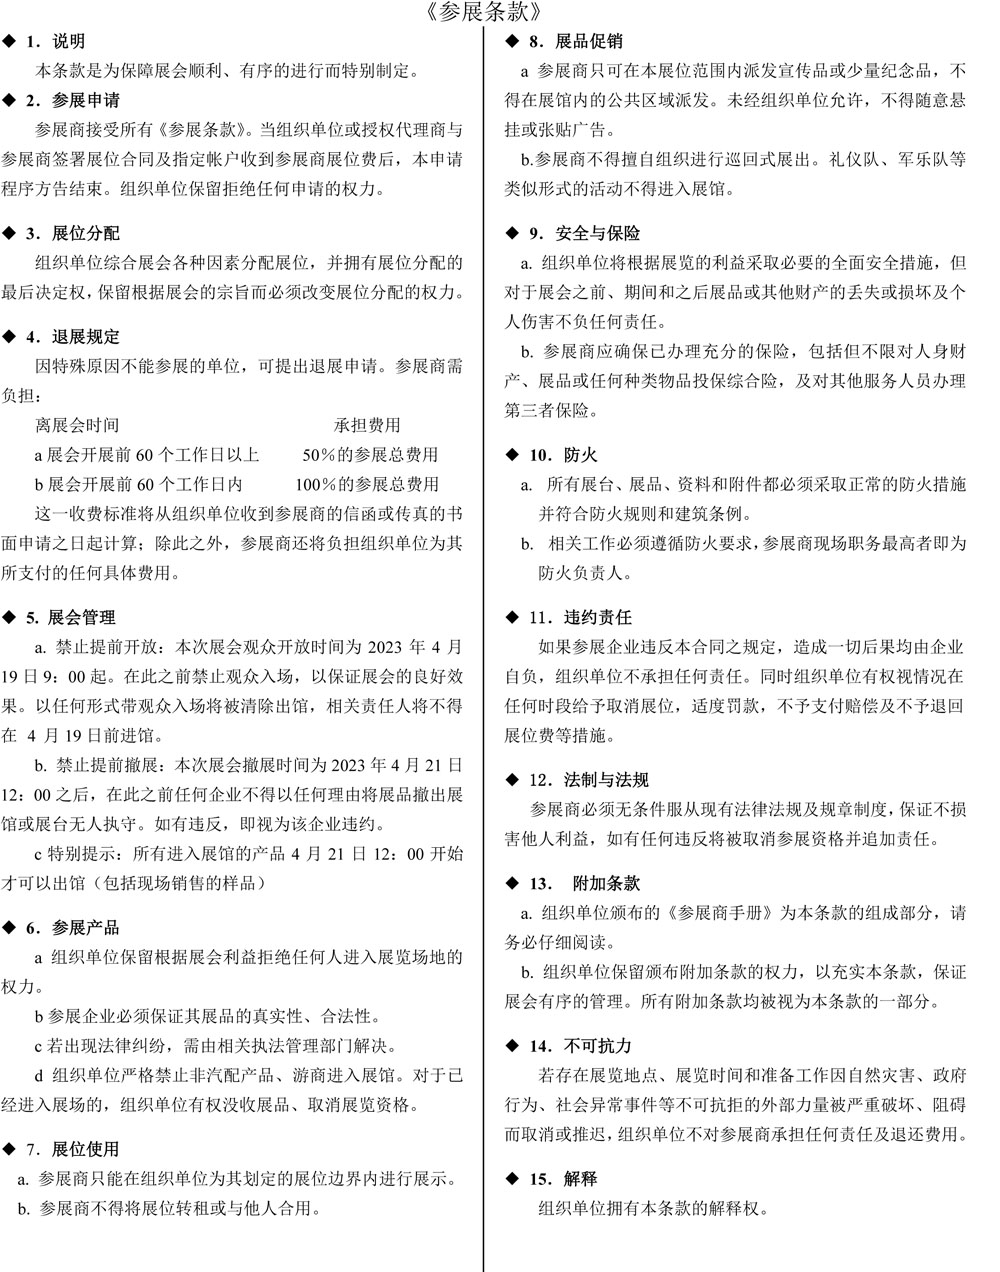 《参展条款》
◆ 1．说明
本条款是为保障展会顺利、有序的进行而特别制定。
◆ 2．参展申请
参展商接受所有《参展条款》。当组织单位或授权代理商与
参展商签署展位合同及指定帐户收到参展商展位费后，本申请
程序方告结束。组织单位保留拒绝任何申请的权力。
◆ 3．展位分配
组织单位综合展会各种因素分配展位，并拥有展位分配的
最后决定权，保留根据展会的宗旨而必须改变展位分配的权力。
◆ 4．退展规定
因特殊原因不能参展的单位，可提出退展申请。参展商需
负担：
离展会时间 承担费用
a 展会开展前 60 个工作日以上 50％的参展总费用
b 展会开展前 60 个工作日内 100％的参展总费用
这一收费标准将从组织单位收到参展商的信函或传真的书
面申请之日起计算；除此之外，参展商还将负担组织单位为其
所支付的任何具体费用。
◆ 5. 展会管理
a. 禁止提前开放：本次展会观众开放时间为 2023 年 4 月
19 日 9：00 起。在此之前禁止观众入场，以保证展会的良好效
果。以任何形式带观众入场将被清除出馆，相关责任人将不得
在 4 月 19 日前进馆。
b. 禁止提前撤展：本次展会撤展时间为 2023 年 4 月 21 日
12：00 之后，在此之前任何企业不得以任何理由将展品撤出展
馆或展台无人执守。如有违反，即视为该企业违约。
c 特别提示：所有进入展馆的产品 4 月 21 日 12：00 开始
才可以出馆（包括现场销售的样品）
◆ 6．参展产品
a 组织单位保留根据展会利益拒绝任何人进入展览场地的
权力。
b 参展企业必须保证其展品的真实性、合法性。
c 若出现法律纠纷，需由相关执法管理部门解决。
d 组织单位严格禁止非汽配产品、游商进入展馆。对于已
经进入展场的，组织单位有权没收展品、取消展览资格。
◆ 7．展位使用
a. 参展商只能在组织单位为其划定的展位边界内进行展示。
b. 参展商不得将展位转租或与他人合用。
◆ 8．展品促销
a 参展商只可在本展位范围内派发宣传品或少量纪念品，不
得在展馆内的公共区域派发。未经组织单位允许，不得随意悬
挂或张贴广告。
b.参展商不得擅自组织进行巡回式展出。礼仪队、军乐队等
类似形式的活动不得进入展馆。
◆ 9．安全与保险
a. 组织单位将根据展览的利益采取必要的全面安全措施，但
对于展会之前、期间和之后展品或其他财产的丢失或损坏及个
人伤害不负任何责任。
b. 参展商应确保已办理充分的保险，包括但不限对人身财
产、展品或任何种类物品投保综合险，及对其他服务人员办理
第三者保险。
◆ 10．防火
a. 所有展台、展品、资料和附件都必须采取正常的防火措施
并符合防火规则和建筑条例。
b. 相关工作必须遵循防火要求，参展商现场职务最高者即为
防火负责人。
◆ 11．违约责任
如果参展企业违反本合同之规定，造成一切后果均由企业
自负，组织单位不承担任何责任。同时组织单位有权视情况在
任何时段给予取消展位，适度罚款，不予支付赔偿及不予退回
展位费等措施。
◆ 12．法制与法规
参展商必须无条件服从现有法律法规及规章制度，保证不损
害他人利益，如有任何违反将被取消参展资格并追加责任。
◆ 13． 附加条款
a. 组织单位颁布的《参展商手册》为本条款的组成部分，请
务必仔细阅读。
b. 组织单位保留颁布附加条款的权力，以充实本条款，保证
展会有序的管理。所有附加条款均被视为本条款的一部分。
◆ 14．不可抗力
若存在展览地点、展览时间和准备工作因自然灾害、政府
行为、社会异常事件等不可抗拒的外部力量被严重破坏、阻碍
而取消或推迟，组织单位不对参展商承担任何责任及退还费用。
◆ 15．解释
组织单位拥有本条款的解释权。